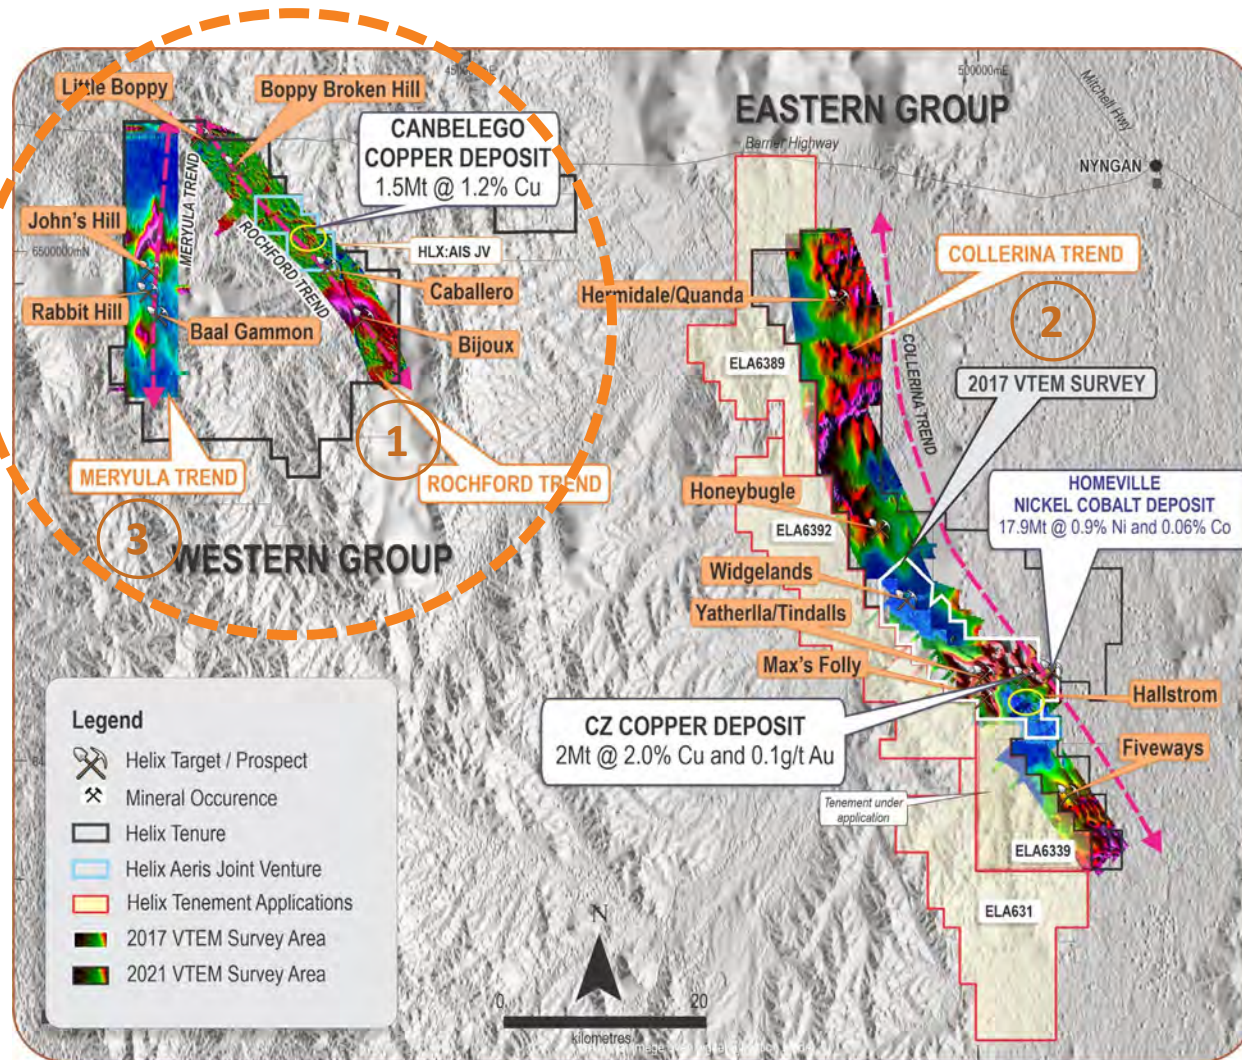 Little Boppy
Boppy Broken Hill
CANBELEGO
COPPER DEPOSIT
1.5Mt @ 1.2% Cu
John's Hill
6500000mN
Rabbit Hill
Baal Gammon
MERYULA TREND
ROCHFORD TREND
HLX:AIS JV
Caballero
Bijoux
1
MERYULA TREND
ROCHFORD TREND
3
WESTERN GROUP
500000mE
Mitchell Hwy
EASTERN GROUP
Barrier Highway
NYNGAN
COLLERINA TREND
Hermidale/Quanda
2
ELA6389
COLLERINA TREND
2017 VTEM SURVEY
Honeybugle
HOMEVILLE
NICKEL COBALT DEPOSIT
17.9Mt @ 0.9% Ni and 0.06% Co
ELA6392
Widgelands
Yatherlla/Tindalls
Max's Folly
Hallstrom
CZ COPPER DEPOSIT
2Mt @ 2.0% Cu and 0.1g/t Au
Fiveways
Tenement under
application
ELA6339
ELA631
Legend
Helix Target / Prospect
Mineral Occurence
Helix Tenure
Helix Aeris Joint Venture
Helix Tenement Applications
2017 VTEM Survey Area
2021 VTEM Survey Area
N
0
20
kilometres